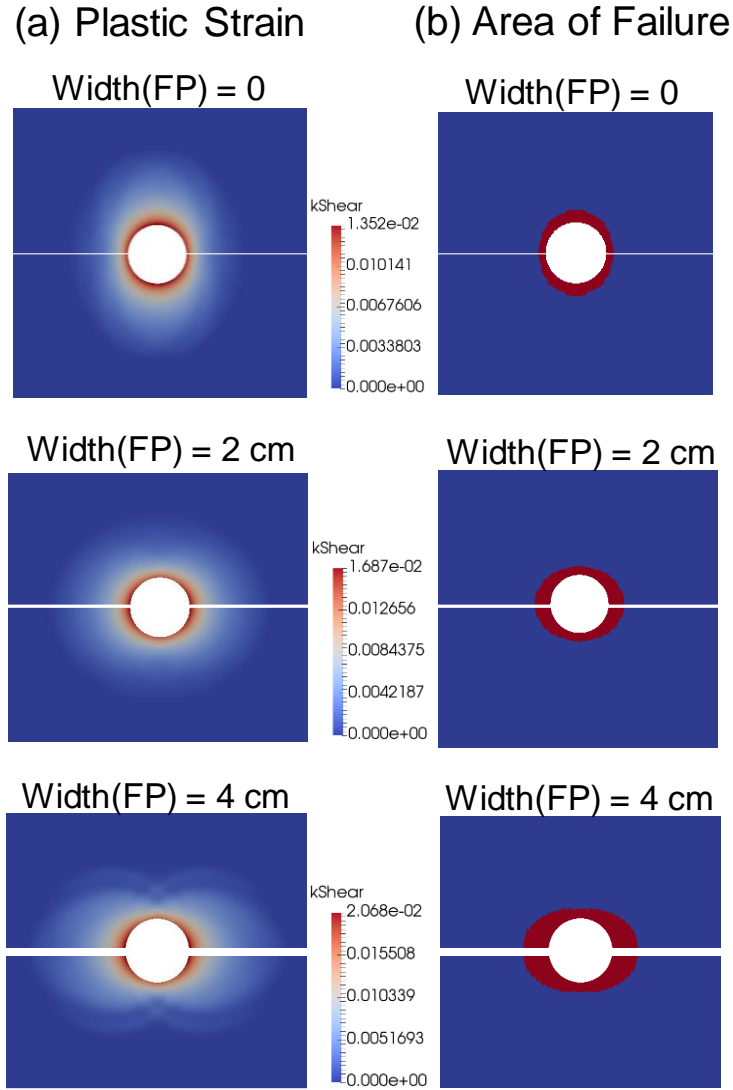 (a) Plastic Strain
(b) Area of Failure
Width(FP) = 0
Width(FP) = 0
kShear
1.352e-02
0.010141
0.0067606
0.0033803
0.000e+00
Width(FP) = 2 cm
Width(FP) = 2 cm
kShear
1.687e-02
0.012656
0.0084375
0.0042187
0.000e+00
Width(FP) = 4 cm
Width(FP) = 4 cm
kShear
2.068e-02
0.015508
0.010339
0.0051693
0.000e+00